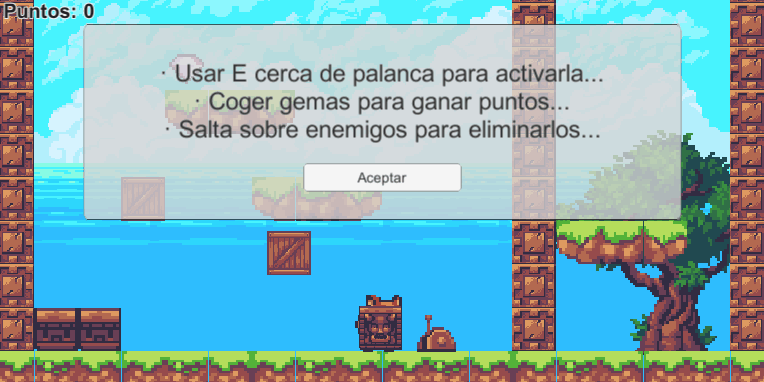 Puntos: 0
· Usar E cerca de palanca para activarla...
· Coger gemas para ganar puntos...
· Salta sobre enemigos para eliminarlos...
Aceptar